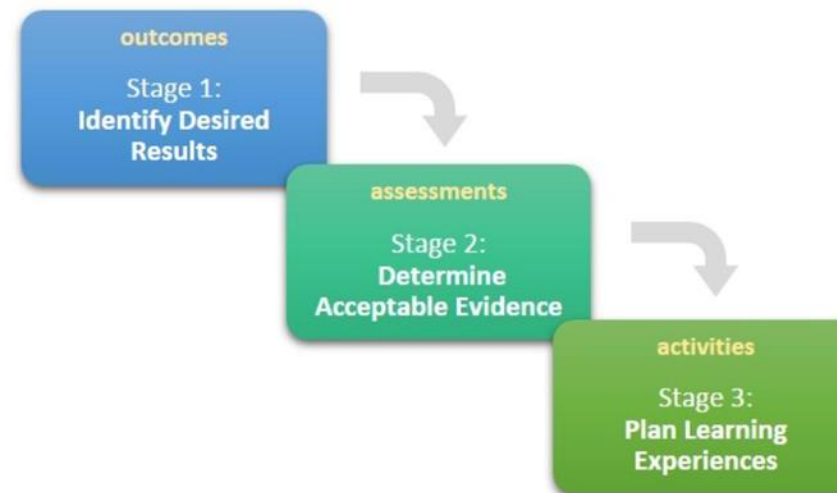 outcomes
Stage 1:
Identify Desired
Results
assessments
Stage 2:
Determine
Acceptable Evidence
activities
Stage 3:
Plan Learning
Experiences